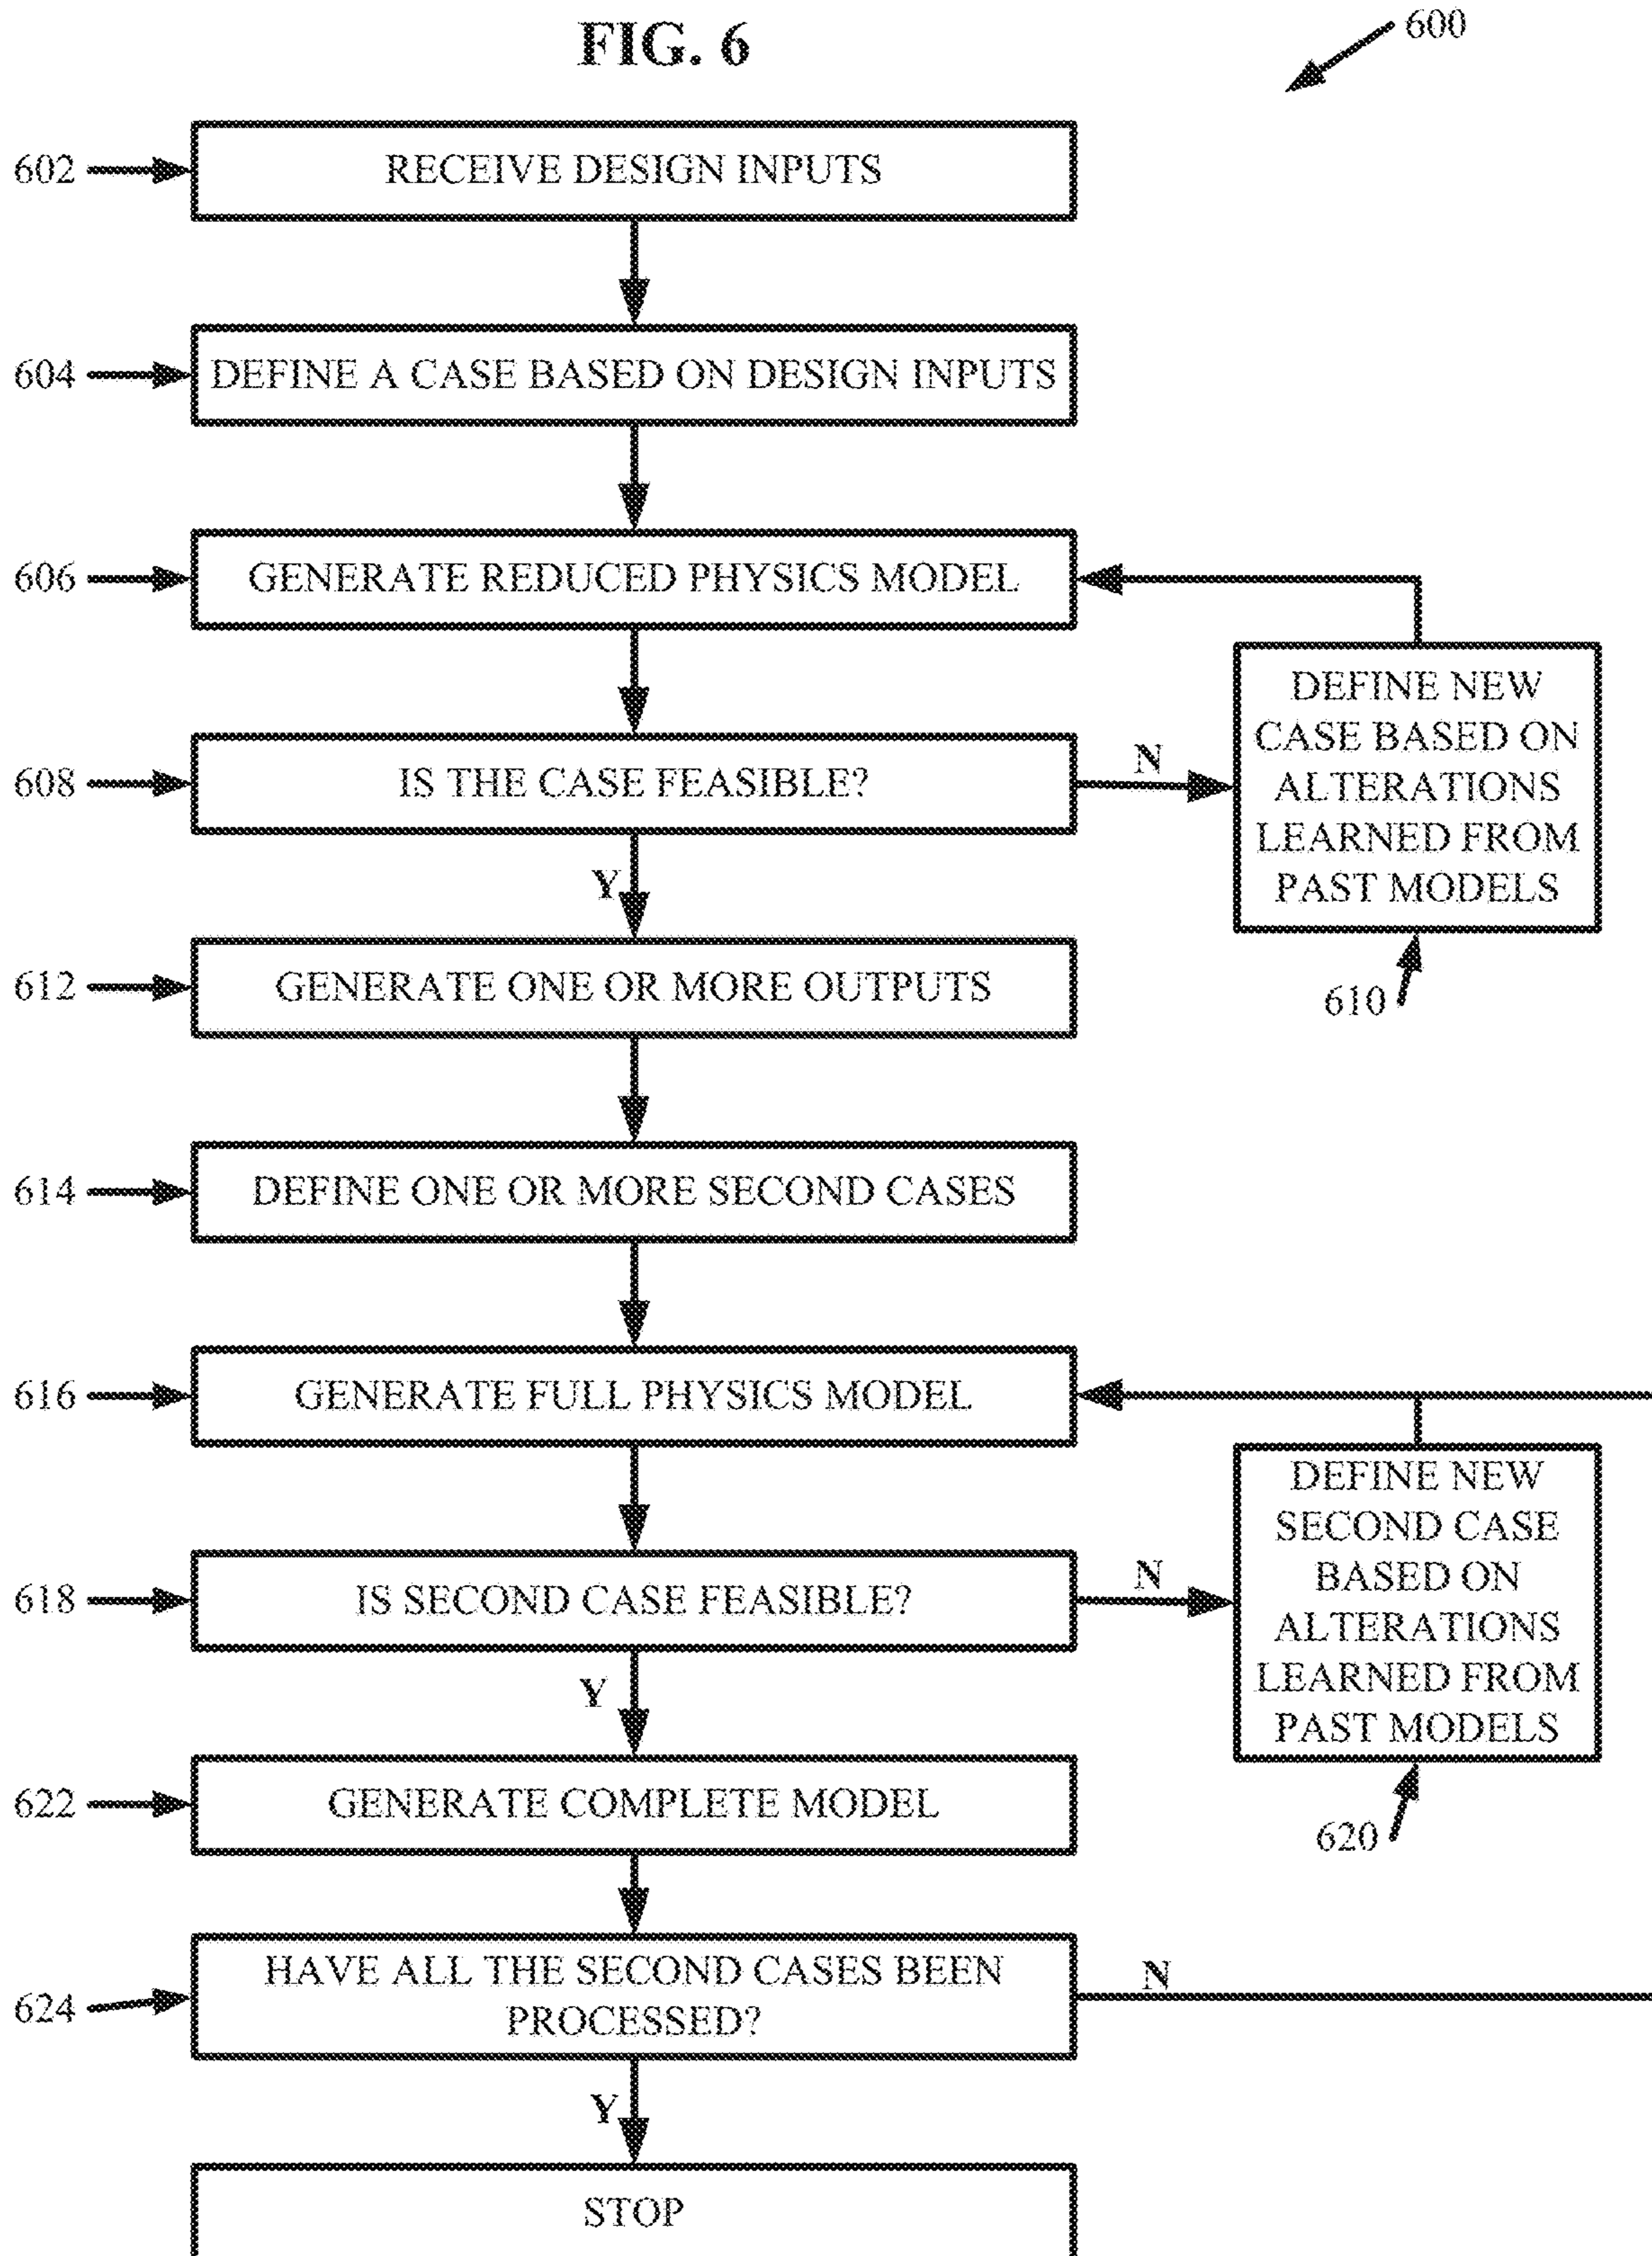 FIG. 6
600
602
RECEIVE DESIGN INPUTS
604
DEFINE A CASE BASED ON DESIGN INPUTS
606
GENERATE REDUCED PHYSICS MODEL
608
IS THE CASE FEASIBLE?
N
DEFINE NEW
CASE BASED ON
ALTERATIONS
LEARNED FROM
PAST MODELS
610
Y
612
GENERATE ONE OR MORE OUTPUTS
614
DEFINE ONE OR MORE SECOND CASES
616
GENERATE FULL PHYSICS MODEL
618
IS SECOND CASE FEASIBLE?
N
DEFINE NEW
SECOND CASE
BASED ON
ALTERATIONS
LEARNED FROM
PAST MODELS
620
Y
622
GENERATE COMPLETE MODEL
624
HAVE ALL THE SECOND CASES BEEN
PROCESSED?
N
Y
STOP